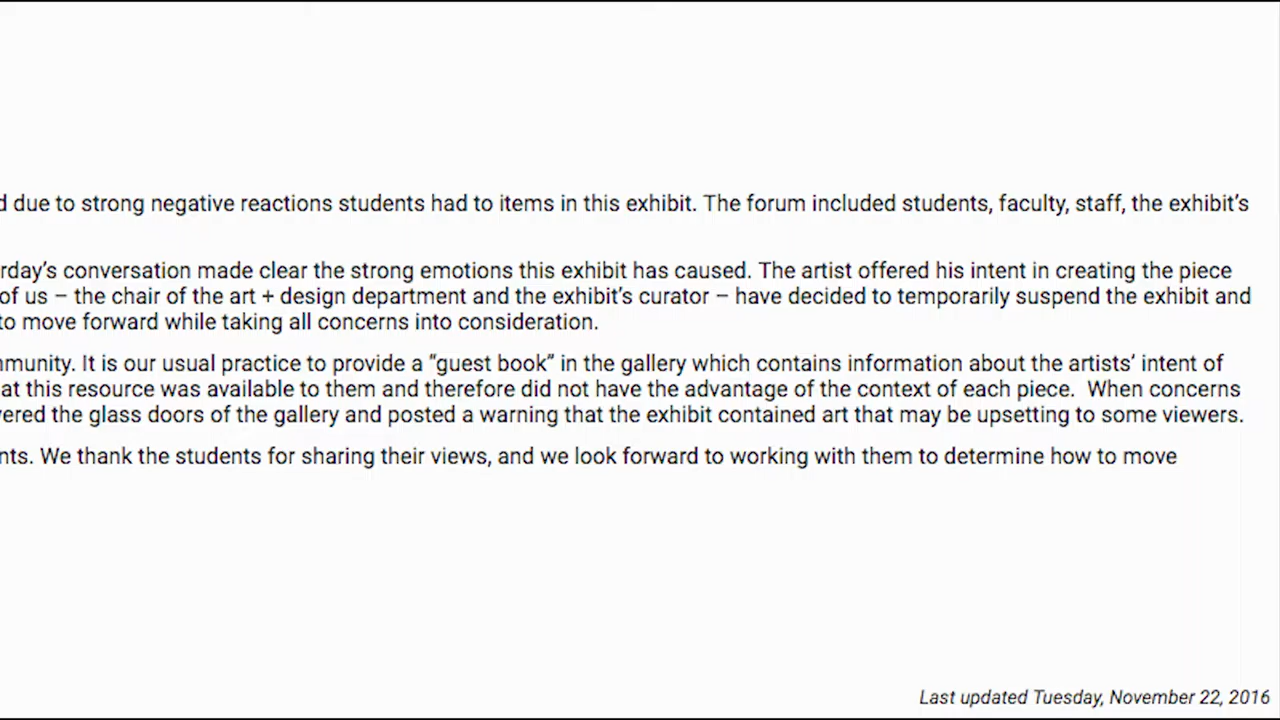 due to strong negative reactions students had to items in this exhibit. The forum included students, faculty, staff, the exhibit's
rday's conversation made clear the strong emotions this exhibit has caused. The artist offered his intent in creating the piece
of us – the chair of the art + design department and the exhibit's curator – have decided to temporarily suspend the exhibit and
to move forward while taking all concerns into consideration.
mmunity. It is our usual practice to provide a "guest book" in the gallery which contains information about the artists' intent of
at this resource was available to them and therefore did not have the advantage of the context of each piece. When concerns
vered the glass doors of the gallery and posted a warning that the exhibit contained art that may be upsetting to some viewers.
nts. We thank the students for sharing their views, and we look forward to working with them to determine how to move
Last updated Tuesday, November 22, 2016